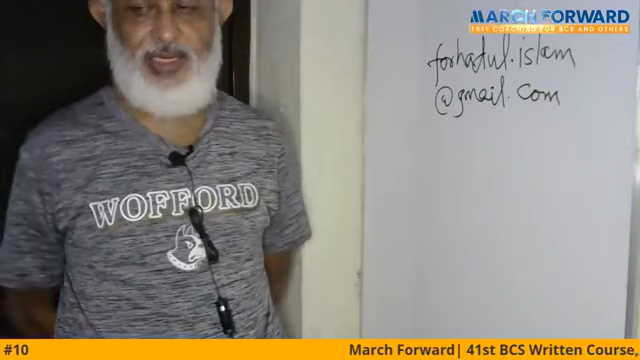 MARCH FORWARD
FREE COACHING FOR BCS AND OTHERS
forhadul.islam
@gmail.com
WOFFORD
#10
March Forward| 41st BCS Written Course,